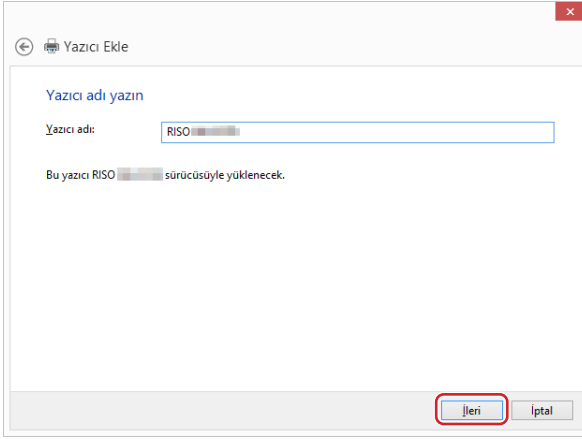 Yazıcı Ekle
Yazıcı adı yazın
Yazıcı adı:
RISO
Bu yazıcı RISO sürücüsüyle yüklenecek.
İleri
İptal